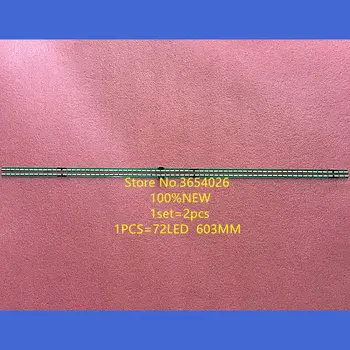 Store No.3654026
100%NEW
1set=2pcs
1PCS=72LED 603MM